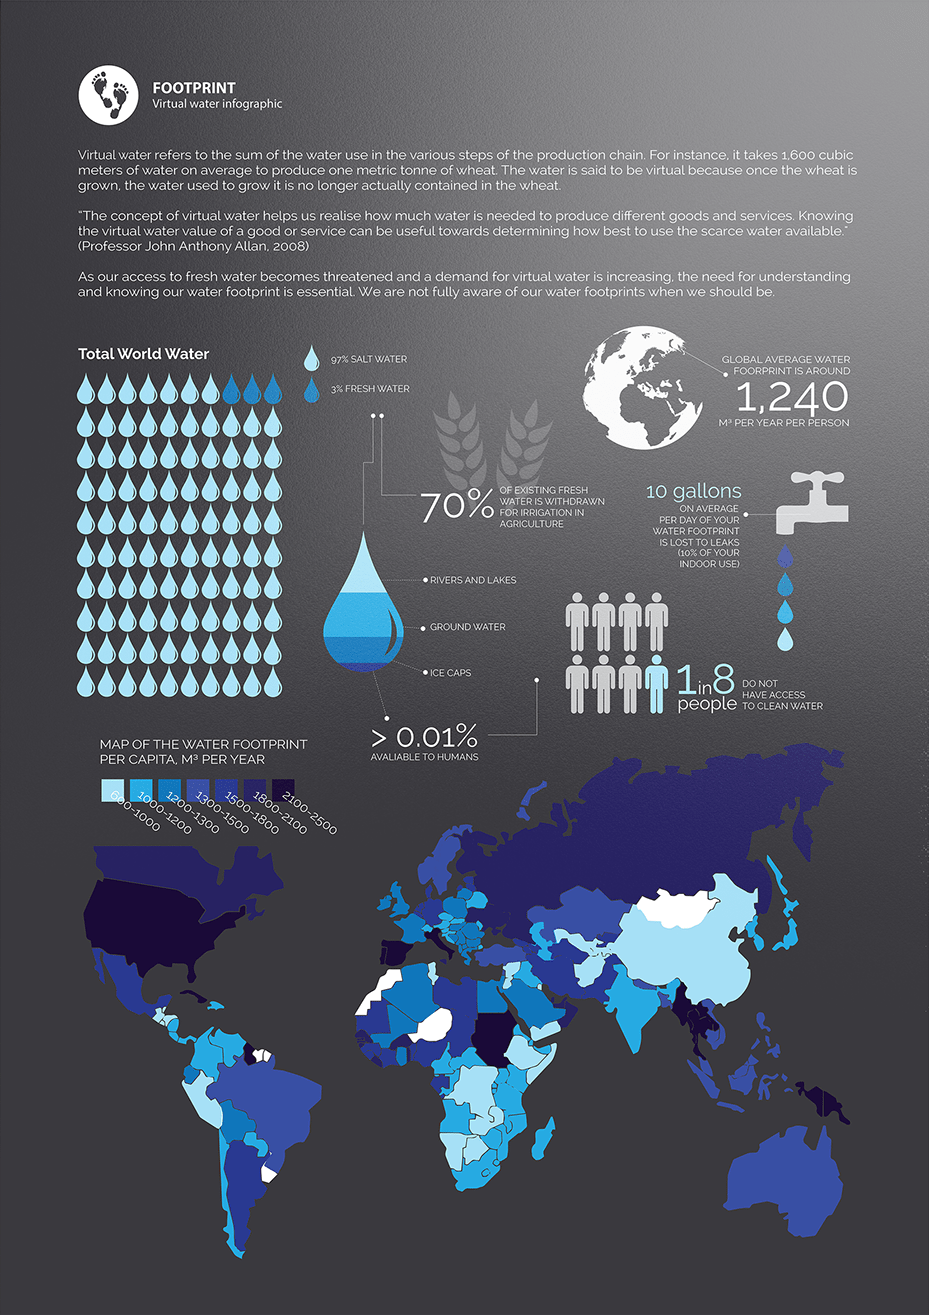 FOOTPRINT
Virtual water infographic
Virtual water refers to the sum of the water use in the various steps of the production chain. For instance, it takes 1,600 cubic
meters of water on average to produce one metric tonne of wheat. The water is said to be virtual because once the wheat is
grown, the water used to grow it is no longer actually contained in the wheat.
"The concept of virtual water helps us realise how much water is needed to produce different goods and services. Knowing
the virtual water value of a good or service can be useful towards determining how best to use the scarce water available."
(Professor John Anthony Allan, 2008)
As our access to fresh water becomes threatened and a demand for virtual water is increasing, the need for understanding
and knowing our water footprint is essential. We are not fully aware of our water footprints when we should be.
Total World Water
97% SALT WATER
3% FRESH WATER
GLOBAL AVERAGE WATER
FOORPRINT IS AROUND
1,240
M³ PER YEAR PER PERSON
70%
OF EXISTING FRESH
WATER IS WITHDRAWN
FOR IRRIGATION IN
AGRICULTURE
10 gallons
ON AVERAGE
PER DAY OF YOUR
WATER FOOTPRINT
IS LOST TO LEAKS
(10% OF YOUR
INDOOR USE)
RIVERS AND LAKES
GROUND WATER
ICE CAPS
> 0.01%
AVALIABLE TO HUMANS
1in8
people
DO NOT
HAVE ACCESS
TO CLEAN WATER
MAP OF THE WATER FOOTPRINT
PER CAPITA, M³ PER YEAR
600-1000
1000-1200
1200-1300
1300-1500
1500-1800
1800-2100
2100-2500